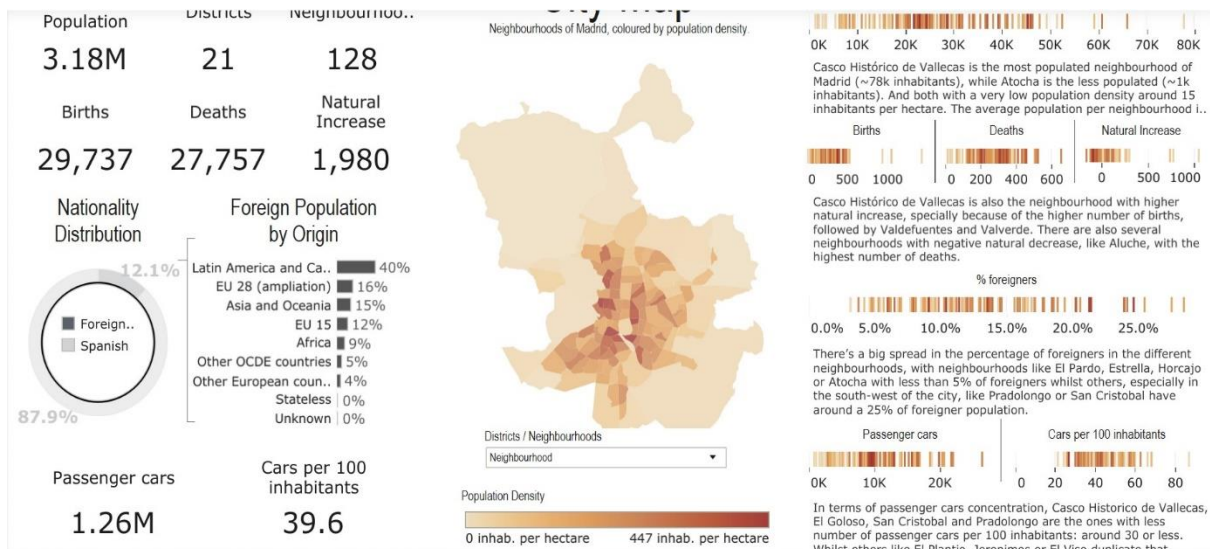 Population
Districts
Neighbourhoo..
3.18M
21
128
Births
Deaths
Natural
Increase
29,737
27,757
1,980
Nationality
Distribution
12.1%
Foreign..
Spanish
87.9%
Foreign Population
by Origin
Latin America and Ca.. 40%
EU 28 (ampliation) 16%
Asia and Oceania 15%
EU 15 12%
Africa 9%
Other OCDE countries 5%
Other European coun.. 4%
Stateless 0%
Unknown 0%
Passenger cars
1.26M
Cars per 100
inhabitants
39.6
City Map
Neighbourhoods of Madrid, coloured by population density.
Districts / Neighbourhoods
Neighbourhood
Population Density
0 inhab. per hectare
447 inhab. per hectare
0K 10K 20K 30K 40K 50K 60K 70K 80K
Casco Histórico de Vallecas is the most populated neighbourhood of
Madrid (~78k inhabitants), while Atocha is the less populated (~1k
inhabitants). And both with a very low population density around 15
inhabitants per hectare. The average population per neighbourhood i..
Births
0 500 1000
Deaths
0 200 400 600
Natural Increase
0 500 1000
Casco Histórico de Vallecas is also the neighbourhood with higher
natural increase, specially because of the higher number of births,
followed by Valdefuentes and Valverde. There are also several
neighbourhoods with negative natural decrease, like Aluche, with the
highest number of deaths.
% foreigners
0.0% 5.0% 10.0% 15.0% 20.0% 25.0%
There's a big spread in the percentage of foreigners in the different
neighbourhoods, with neighbourhoods like El Pardo, Estrella, Horcajo
or Atocha with less than 5% of foreigners whilst others, especially in
the south-west of the city, like Pradolongo or San Cristobal have
around a 25% of foreigner population.
Passenger cars
0K 10K 20K
Cars per 100 inhabitants
0 20 40 60 80
In terms of passenger cars concentration, Casco Historico de Vallecas,
El Goloso, San Cristobal and Pradolongo are the ones with less
number of passenger cars per 100 inhabitants: around 30 or less.
Whilst others like El Plantio, Jeronimos or El Viso duplicate that